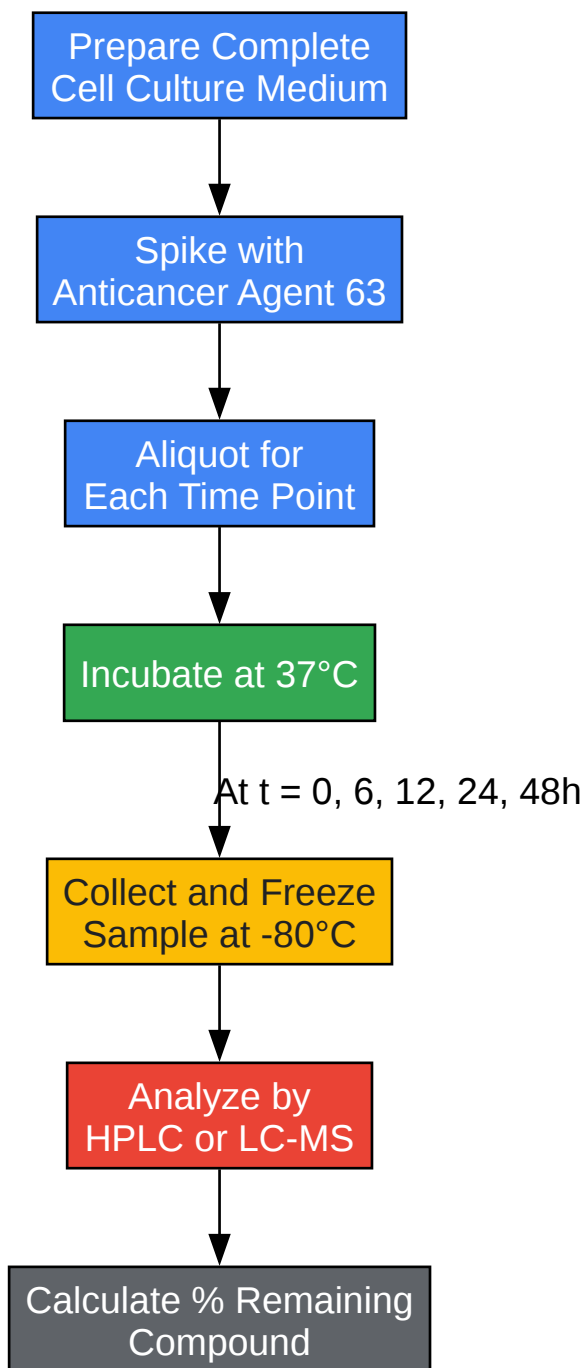 Prepare Complete
Cell Culture Medium
Spike with
Anticancer Agent 63
Aliquot for
Each Time Point
Incubate at 37°C
At t = 0, 6, 12, 24, 48h
Collect and Freeze
Sample at -80°C
Analyze by
HPLC or LC-MS
Calculate % Remaining
Compound